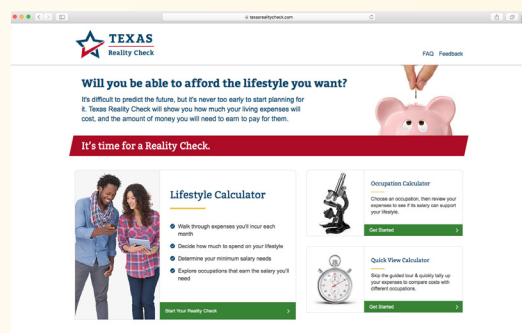 texasrealitycheck.com
TEXAS
Reality Check
FAQ Feedback
Will you be able to afford the lifestyle you want?
It's difficult to predict the future, but it's never too early to start planning for
it. Texas Reality Check will show you how much your living expenses will
cost, and the amount of money you will need to earn to pay for them.
It's time for a Reality Check.
Lifestyle Calculator
Walk through expenses you'll incur each
month
Decide how much to spend on your lifestyle
Determine your minimum salary needs
Explore occupations that earn the salary you'll
need
Start Your Reality Check
Occupation Calculator
Choose an occupation, then review your
expenses to see if its salary can support
your lifestyle.
Get Started
Quick View Calculator
Skip the guided tour & quickly tally up
your expenses to compare costs with
different occupations.
Get Started